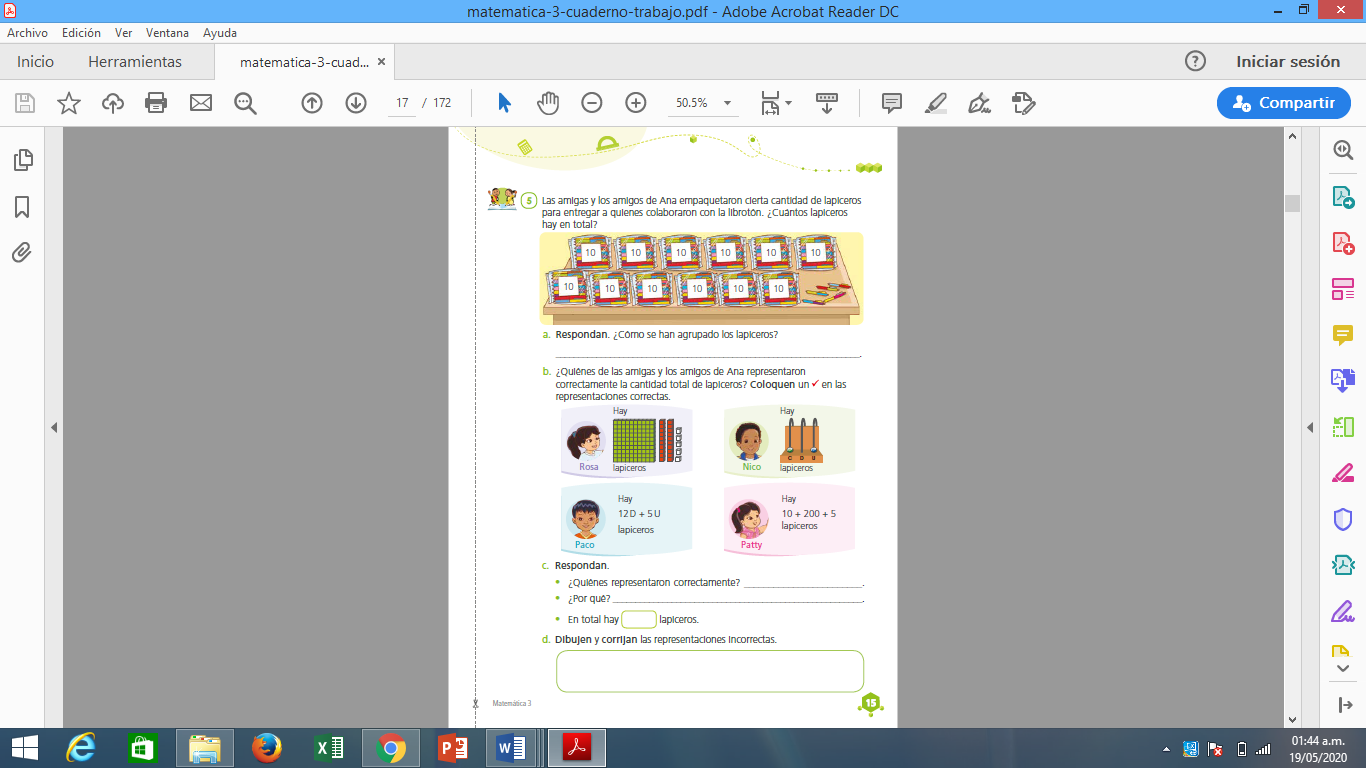 matematica-3-cuaderno-trabajo.pdf - Adobe Acrobat Reader DC
Archivo Edición Ver Ventana Ayuda
Inicio Herramientas matematica-3-cuad... Iniciar sesión
17 / 172 50.5% Compartir
5 Las amigas y los amigos de Ana empaquetaron cierta cantidad de lapiceros
para entregar a quienes colaboraron con la librotón. ¿Cuántos lapiceros
hay en total?
10 10 10 10 10 10
10 10 10 10 10 10
a. Respondan. ¿Cómo se han agrupado los lapiceros?
b. ¿Quiénes de las amigas y los amigos de Ana representaron
correctamente la cantidad total de lapiceros? Coloquen un ✓ en las
representaciones correctas.
Hay
Rosa lapiceros
Hay
C D U
Nico lapiceros
Hay
12 D + 5 U
lapiceros
Paco
Hay
10 + 200 + 5
lapiceros
Patty
c. Respondan.
• ¿Quiénes representaron correctamente? ____.
• ¿Por qué? ____.
• En total hay lapiceros.
d. Dibujen y corrijan las representaciones incorrectas.
Matemática 3
15
01:44 a.m.
19/05/2020